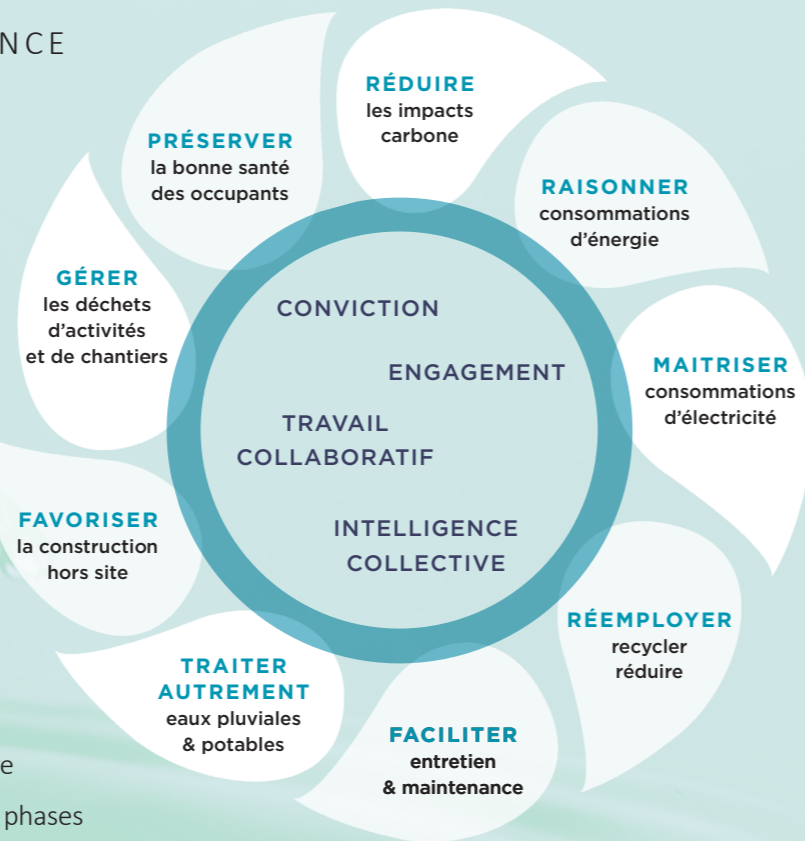 NCE
RÉDUIRE
les impacts
carbone
PRÉSERVER
la bonne santé
des occupants
RAISONNER
consommations
d’énergie
GÉRER
les déchets
d’activités
et de chantiers
CONVICTION
ENGAGEMENT
TRAVAIL
COLLABORATIF
INTELLIGENCE
COLLECTIVE
MAITRISER
consommations
d’électricité
FAVORISER
la construction
hors site
RÉEMPLOYER
recycler
réduire
TRAITER
AUTREMENT
eaux pluviales
& potables
FACILITER
entretien
& maintenance
e
phases